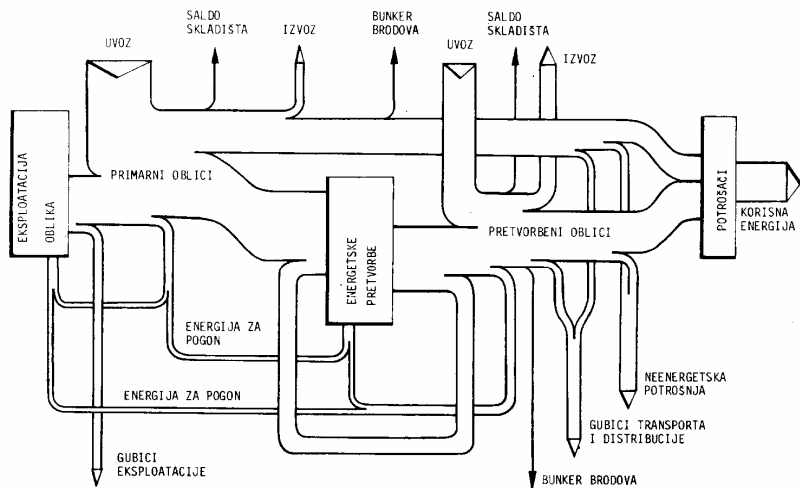 SALDO
SKLADIŠTA
IZVOZ
BUNKER
BRODOVA
SALDO
SKLADIŠTA
UVOZ
UVOZ
IZVOZ
EKSPLOATACIJA
OBLIKA
PRIMARNI OBLICI
ENERGETSKE
PRETVORBE
PRETVORBENI OBLICI
POTROŠAČI
KORISNA
ENERGIJA
ENERGIJA ZA
POGON
ENERGIJA ZA POGON
NEENERGETSKA
POTROŠNJA
GUBICI TRANSPORTA
I DISTRIBUCIJE
GUBICI
EKSPLOATACIJE
BUNKER BRODOVA